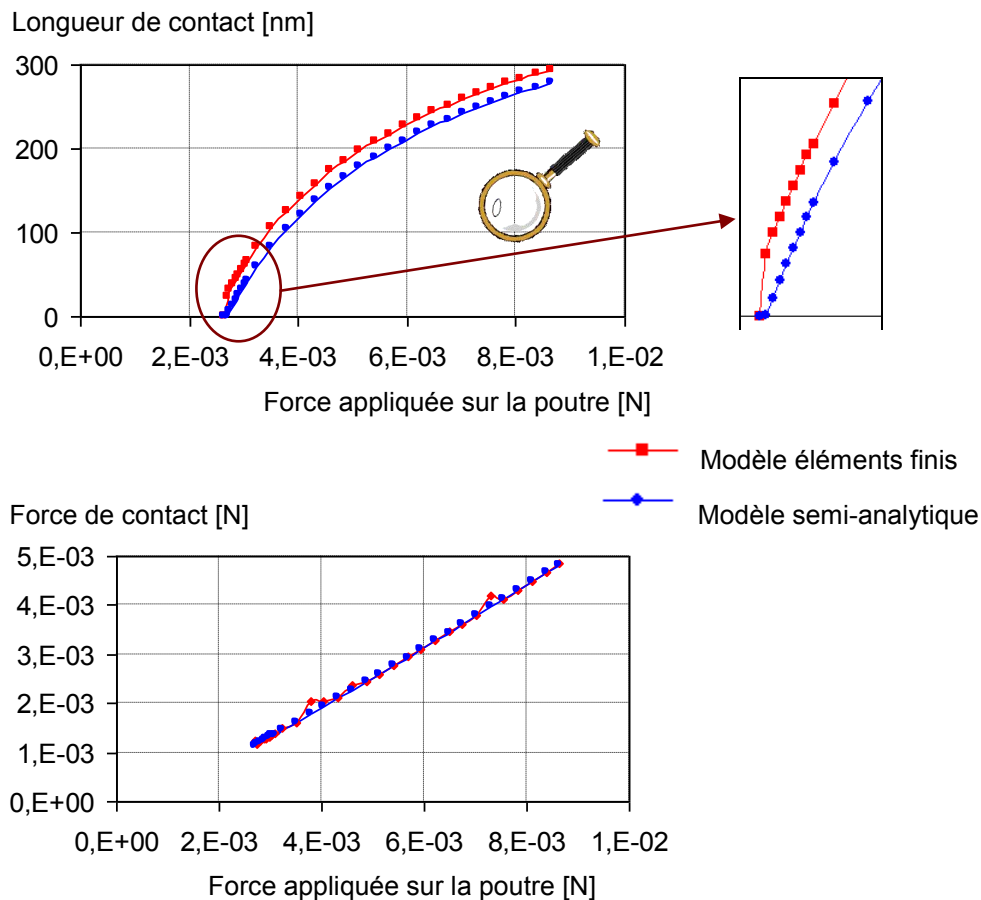 Longueur de contact [nm]
300
200
100
0
0,E+00 2,E-03 4,E-03 6,E-03 8,E-03 1,E-02
Force appliquée sur la poutre [N]
Modèle éléments finis
Modèle semi-analytique
Force de contact [N]
5,E-03
4,E-03
3,E-03
2,E-03
1,E-03
0,E+00
0,E+00 2,E-03 4,E-03 6,E-03 8,E-03 1,E-02
Force appliquée sur la poutre [N]